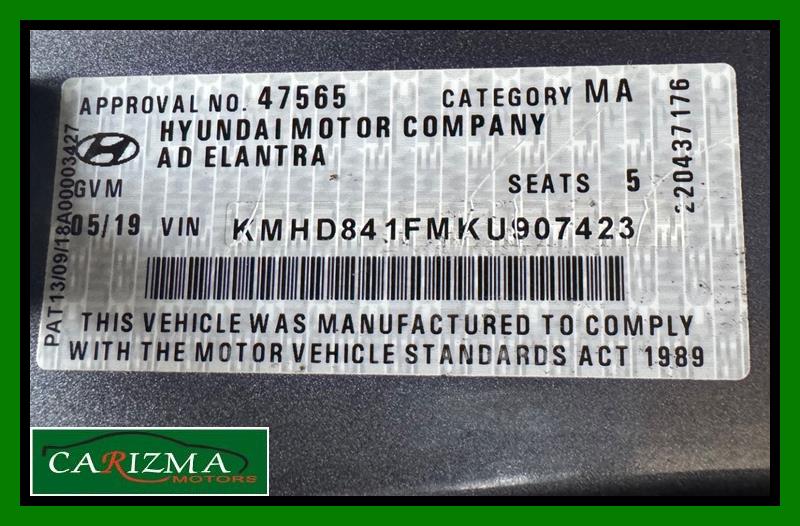 APPROVAL NO. 47565 CATEGORY MA
HYUNDAI MOTOR COMPANY
AD ELANTRA
GVM
SEATS 5
05/19 VIN KMHD841FMKU907423
THIS VEHICLE WAS MANUFACTURED TO COMPLY
WITH THE MOTOR VEHICLE STANDARDS ACT 1989
PAT13/09/18A00003427
220437176
CARIZMA
MOTORS